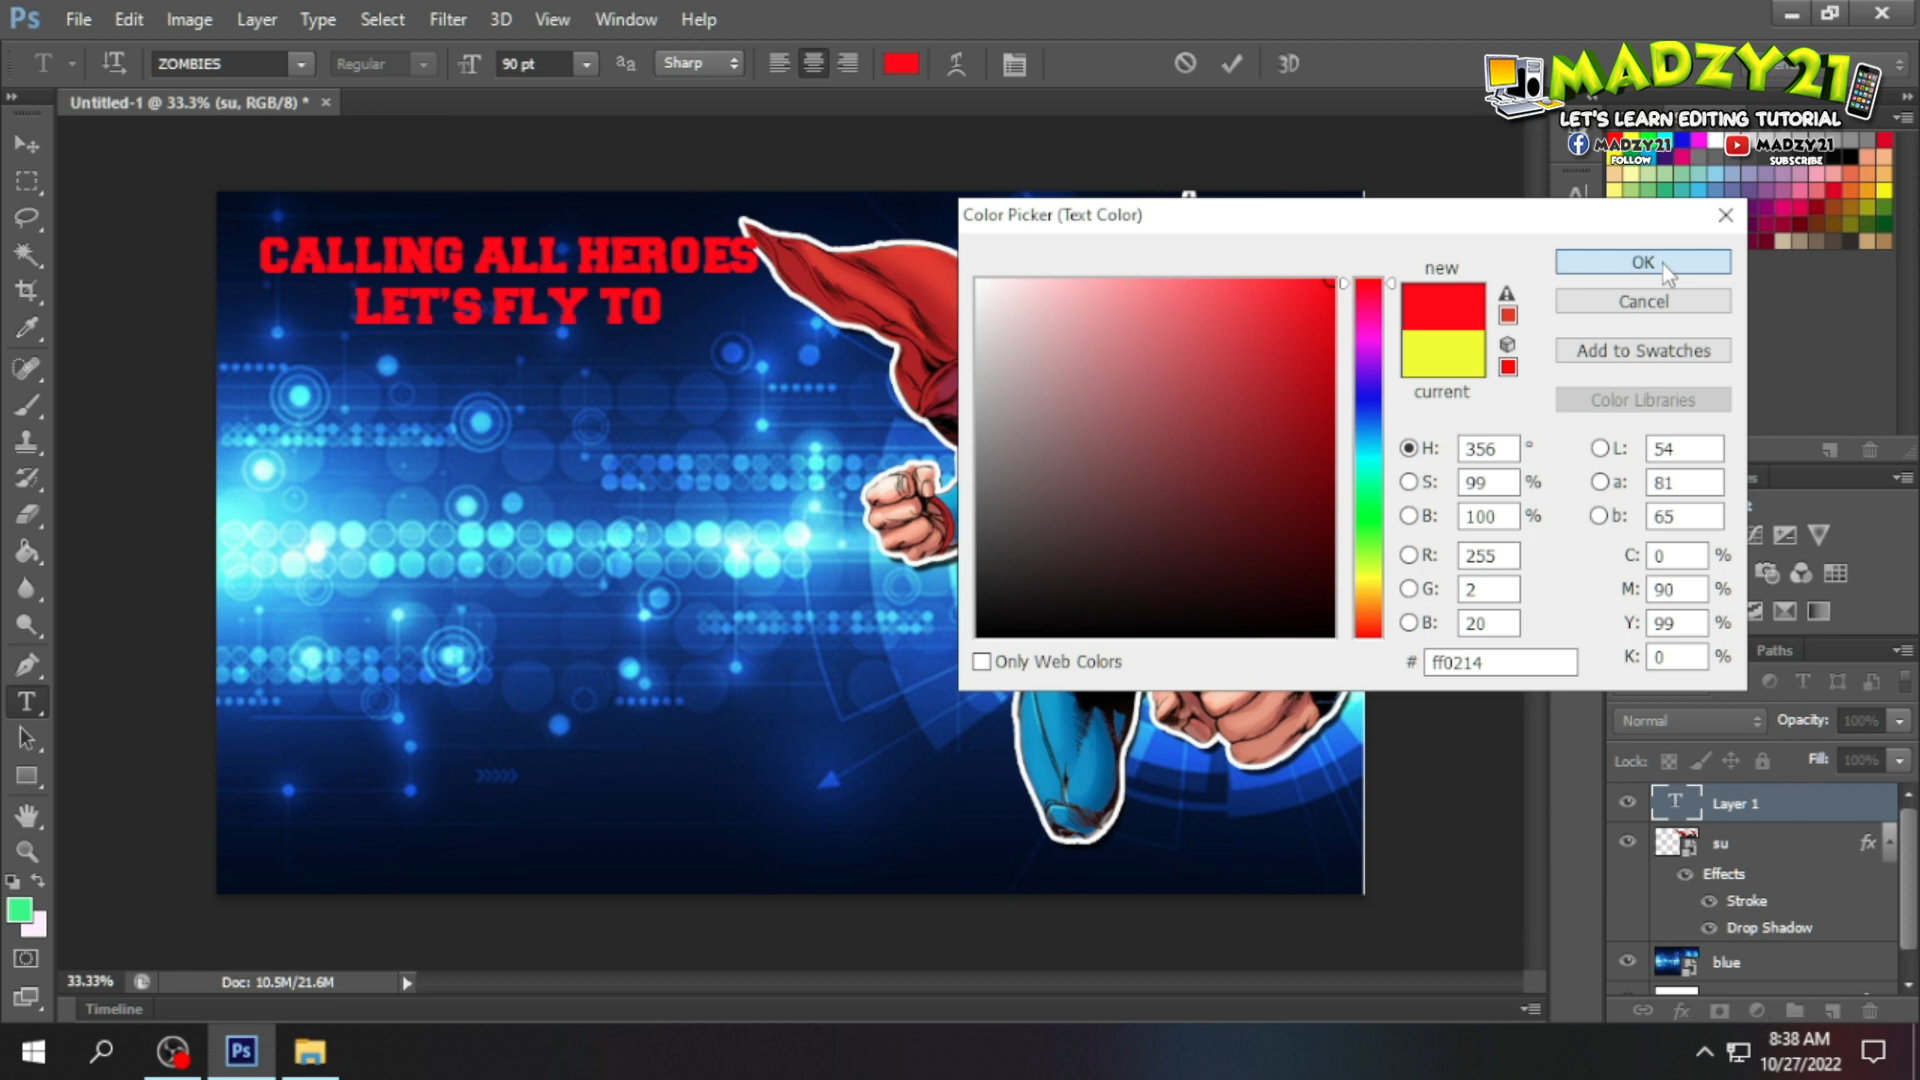 Ps File Edit Image Layer Type Select Filter 3D View Window Help
T ZOMBIES Regular 90 pt aa Sharp 3D
MADZY21
LET'S LEARN EDITING TUTORIAL
MADZY21 FOLLOW
MADZY21 SUBSCRIBE
Untitled-1 @ 33.3% (su, RGB/8) *
CALLING ALL HEROES
LET'S FLY TO
Color Picker (Text Color)
new
current
OK
Cancel
Add to Swatches
Color Libraries
H: 356 ° L: 54
S: 99 % a: 81
B: 100 % b: 65
R: 255 C: 0 %
G: 2 M: 90 %
B: 20 Y: 99 %
# ff0214 K: 0 %
Only Web Colors
Paths
Normal Opacity: 100%
Lock: Fill: 100%
T Layer 1
su fx
Effects
Stroke
Drop Shadow
blue
33.33% Doc: 10.5M/21.6M
Timeline
Ps
8:38 AM
10/27/2022